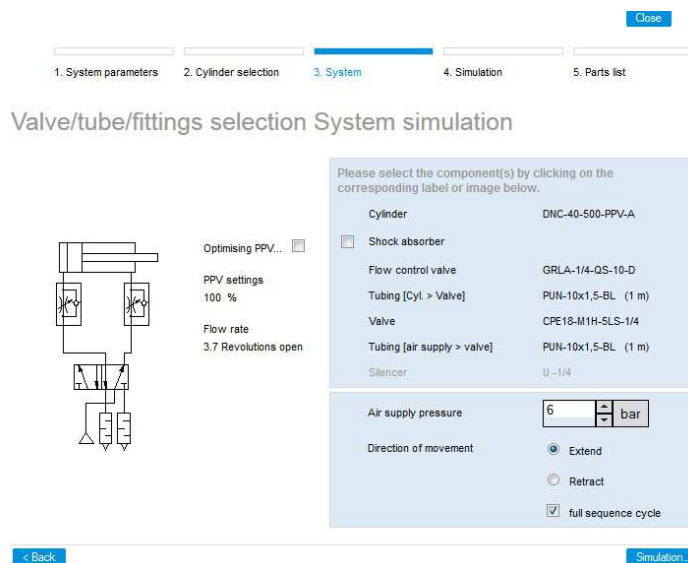 Close
1. System parameters 2. Cylinder selection 3. System 4. Simulation 5. Parts list
Valve/tube/fittings selection System simulation
Please select the component(s) by clicking on the
corresponding label or image below.
Cylinder DNC-40-500-PPV-A
Optimising PPV...
Shock absorber
PPV settings
100 %
Flow control valve GRLA-1/4-QS-10-D
Tubing [Cyl. > Valve] PUN-10x1,5-BL (1 m)
Flow rate
3.7 Revolutions open
Valve CPE18-M1H-5LS-1/4
Tubing [air supply > valve] PUN-10x1,5-BL (1 m)
Silencer U -1/4
Air supply pressure 6 bar
Direction of movement Extend
Retract
full sequence cycle
< Back Simulation...